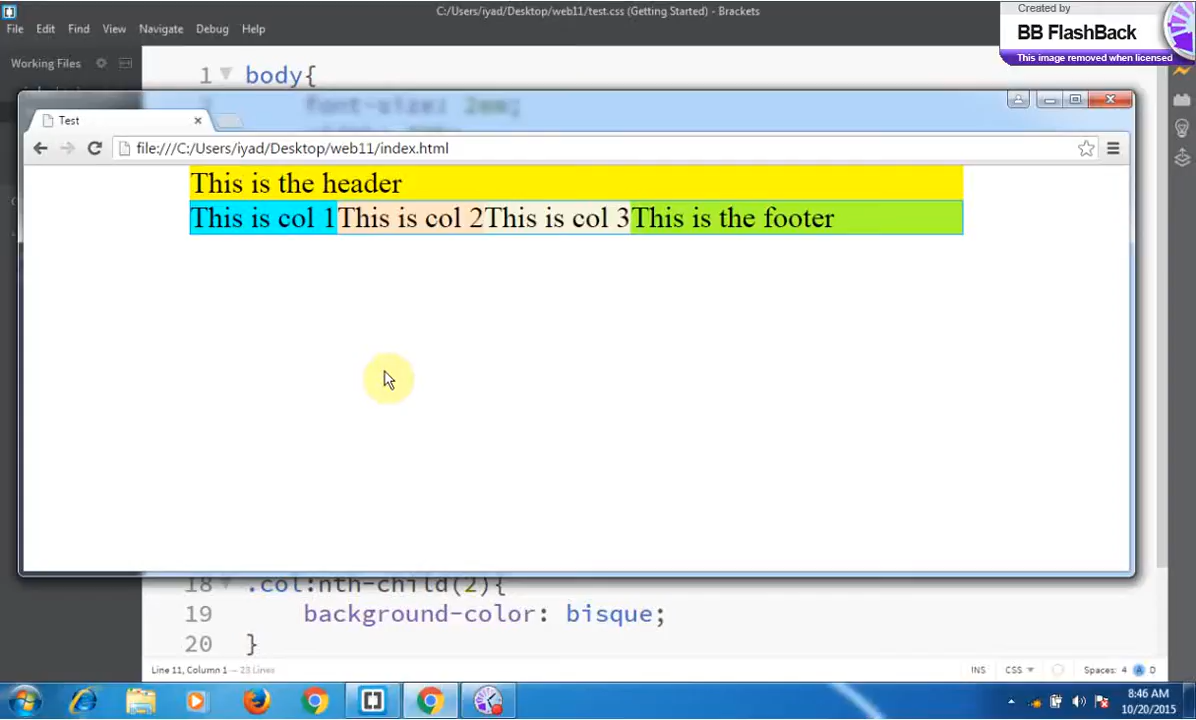 C:/Users/iyad/Desktop/web11/test.css (Getting Started) - Brackets
Created by
BB FlashBack
This image removed when licensed
File Edit Find View Navigate Debug Help
Working Files
1 body{
font-size: 2em;
Test
file:///C:/Users/iyad/Desktop/web11/index.html
This is the header
This is col 1This is col 2This is col 3This is the footer
18 .col:nth-child(2){
19 background-color: bisque;
20 }
Line 11, Column 1 — 23 Lines
INS CSS Spaces: 4 0
8:46 AM
10/20/2015